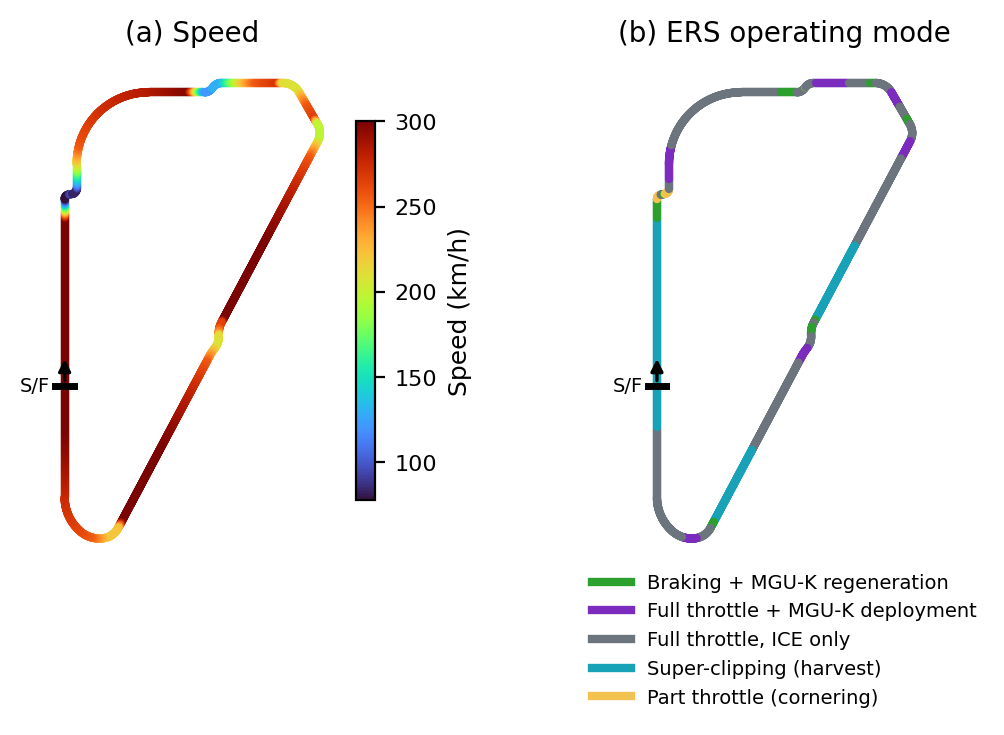 (a) Speed
(b) ERS operating mode
300
250
200
150
100
Speed (km/h)
S/F
S/F
Braking + MGU-K regeneration
Full throttle + MGU-K deployment
Full throttle, ICE only
Super-clipping (harvest)
Part throttle (cornering)